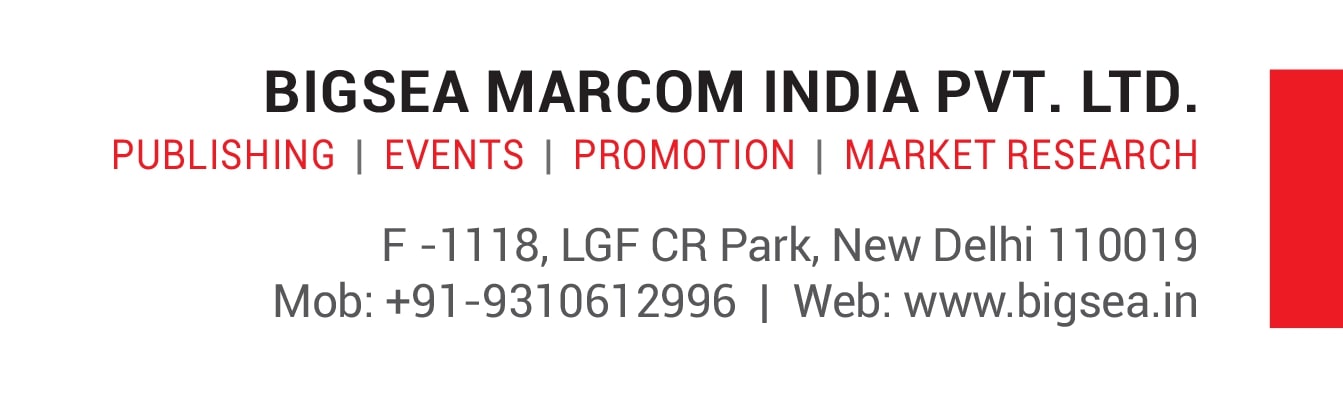 BIGSEA MARCOM INDIA PVT. LTD.
PUBLISHING | EVENTS | PROMOTION | MARKET RESEARCH
F -1118, LGF CR Park, New Delhi 110019
Mob: +91-9310612996 | Web: www.bigsea.in